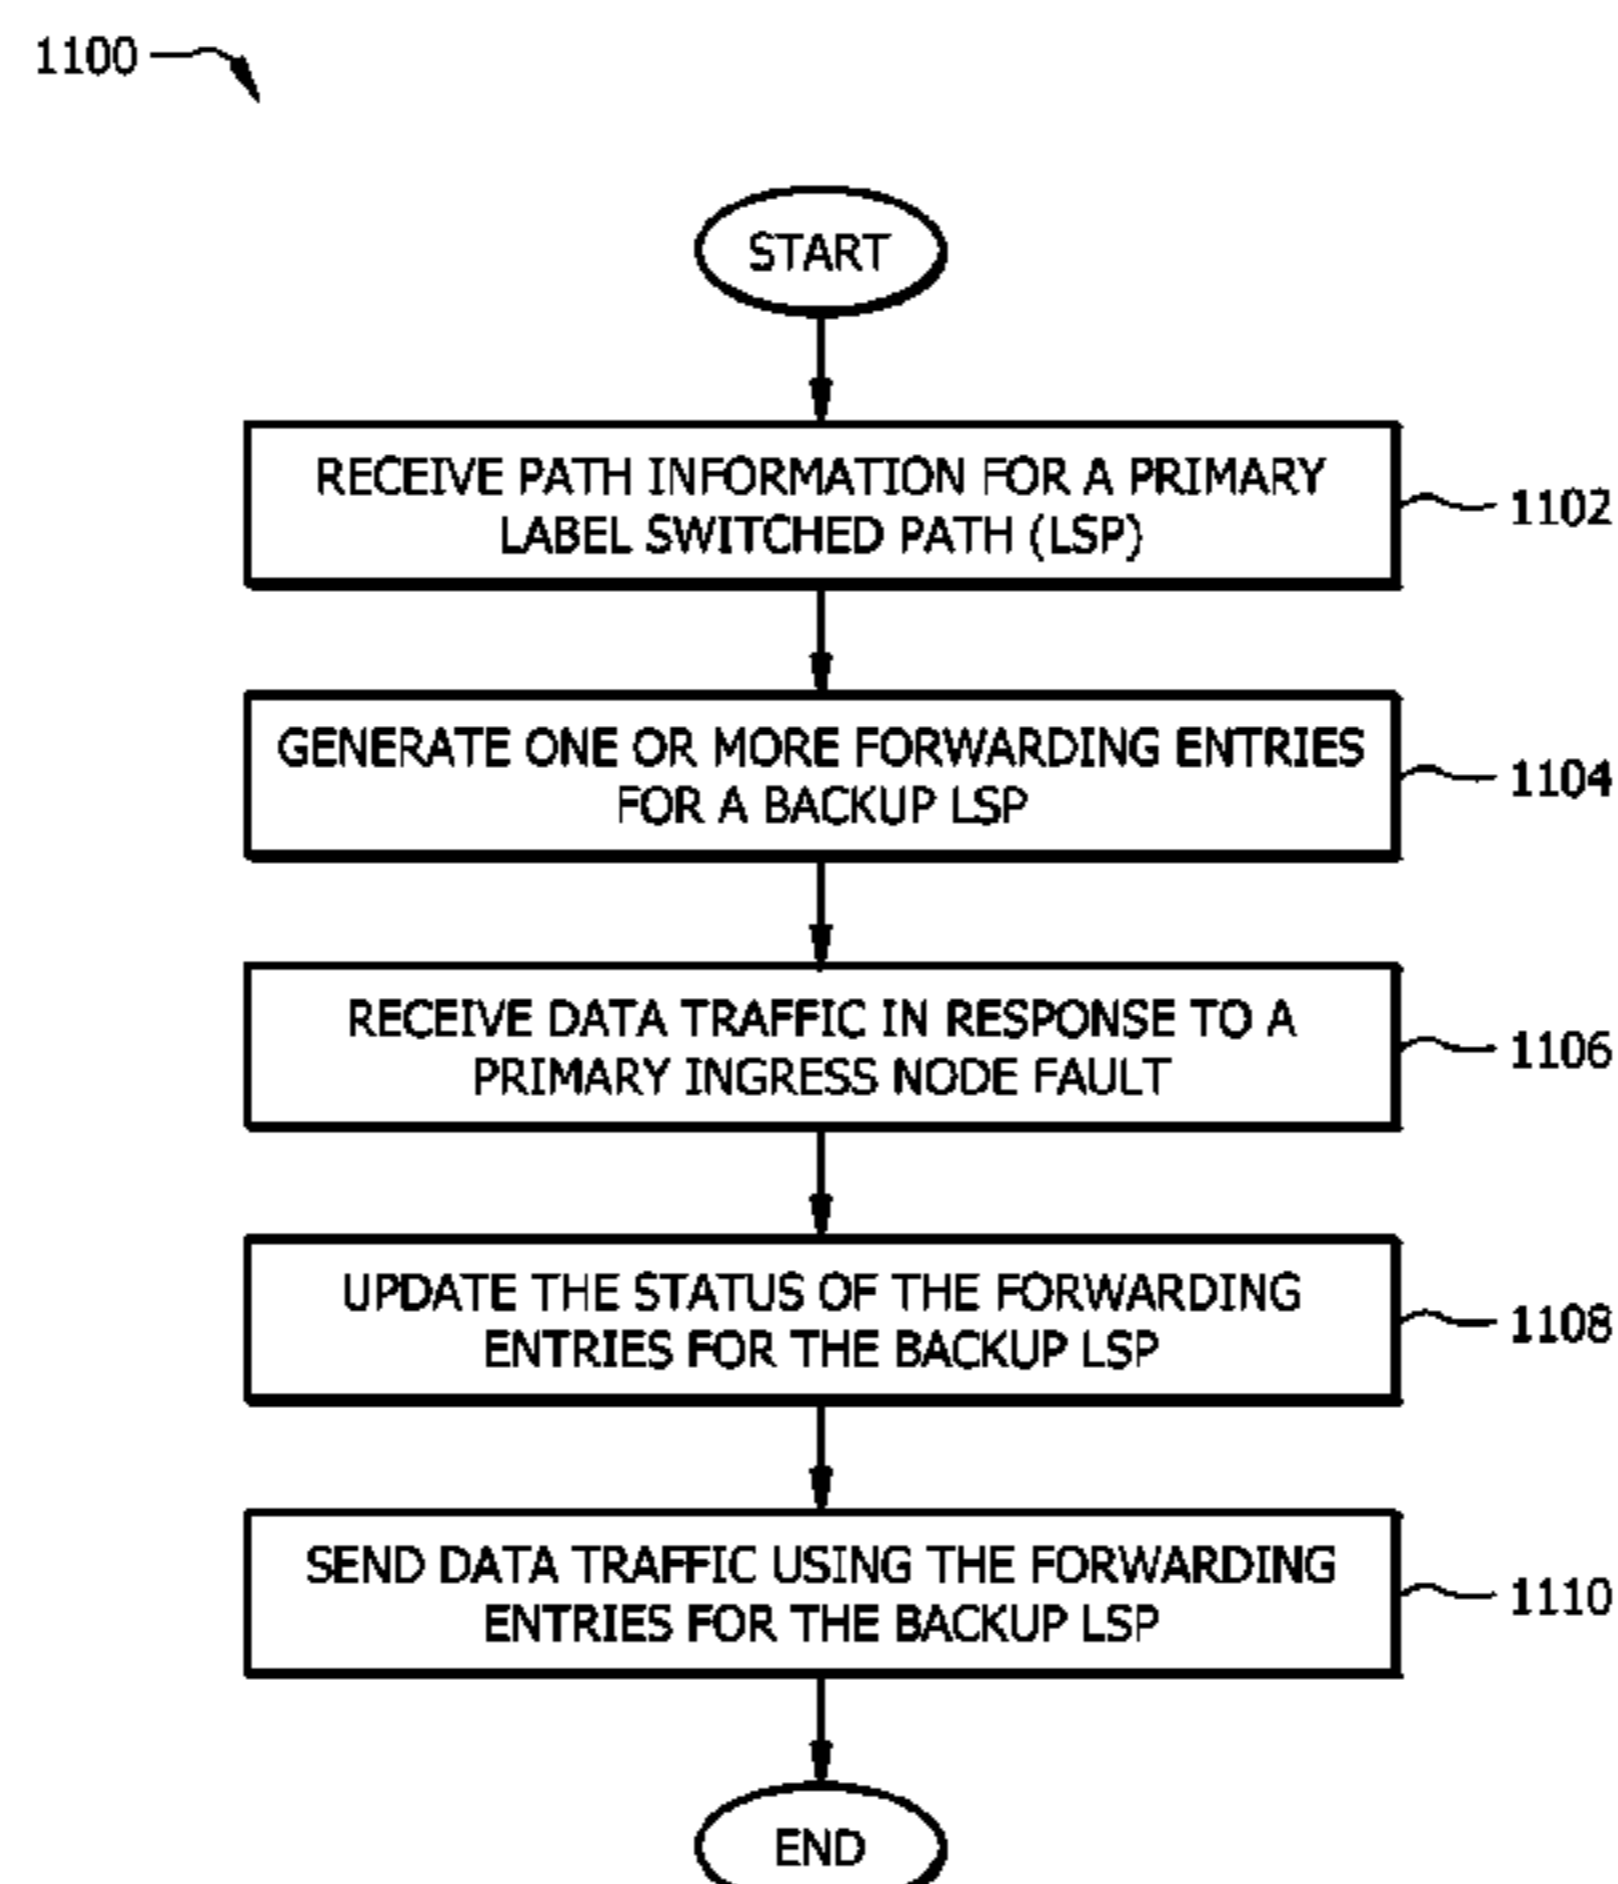 1100
START
RECEIVE PATH INFORMATION FOR A PRIMARY
LABEL SWITCHED PATH (LSP)
1102
GENERATE ONE OR MORE FORWARDING ENTRIES
FOR A BACKUP LSP
1104
RECEIVE DATA TRAFFIC IN RESPONSE TO A
PRIMARY INGRESS NODE FAULT
1106
UPDATE THE STATUS OF THE FORWARDING
ENTRIES FOR THE BACKUP LSP
1108
SEND DATA TRAFFIC USING THE FORWARDING
ENTRIES FOR THE BACKUP LSP
1110
END